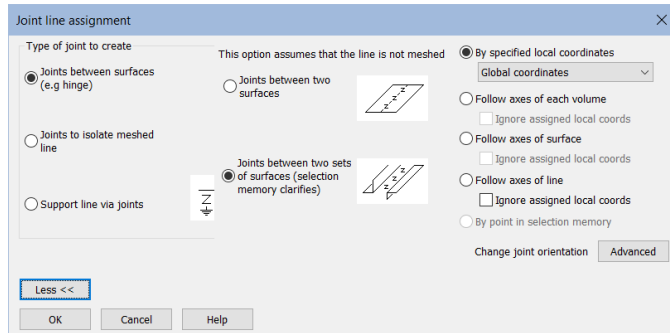 Joint line assignment
Type of joint to create
Joints between surfaces
(e.g hinge)
Joints to isolate meshed
line
Support line via joints
This option assumes that the line is not meshed
Joints between two
surfaces
Joints between two sets
of surfaces (selection
memory clarifies)
By specified local coordinates
Global coordinates
Follow axes of each volume
Ignore assigned local coords
Follow axes of surface
Ignore assigned local coords
Follow axes of line
Ignore assigned local coords
By point in selection memory
Change joint orientation
Advanced
Less <<
OK
Cancel
Help